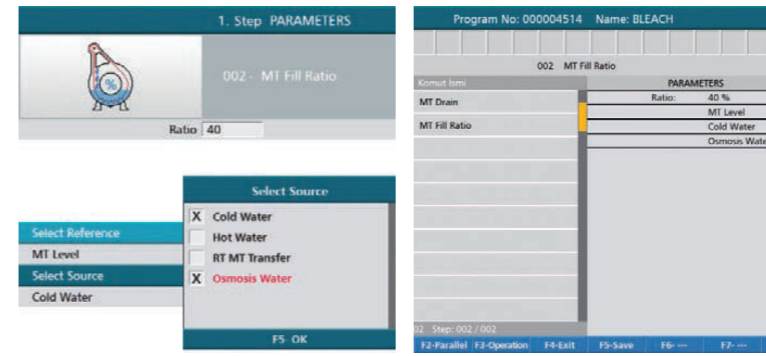 1. Step PARAMETERS
%
002 - MT Fill Ratio
Ratio 40
Select Reference
MT Level
Select Source
Cold Water
Select Source
X Cold Water
Hot Water
RT MT Transfer
X Osmosis Water
F5- OK
Program No: 000004514 Name: BLEACH
002 MT Fill Ratio
Komut Ismi PARAMETERS
MT Drain
MT Fill Ratio
Ratio: 40 %
MT Level
Cold Water
Osmosis Wate
02 Step: 002 / 002
F2-Parallel F3-Operation F4-Exit F5-Save F6- --- F7- ---